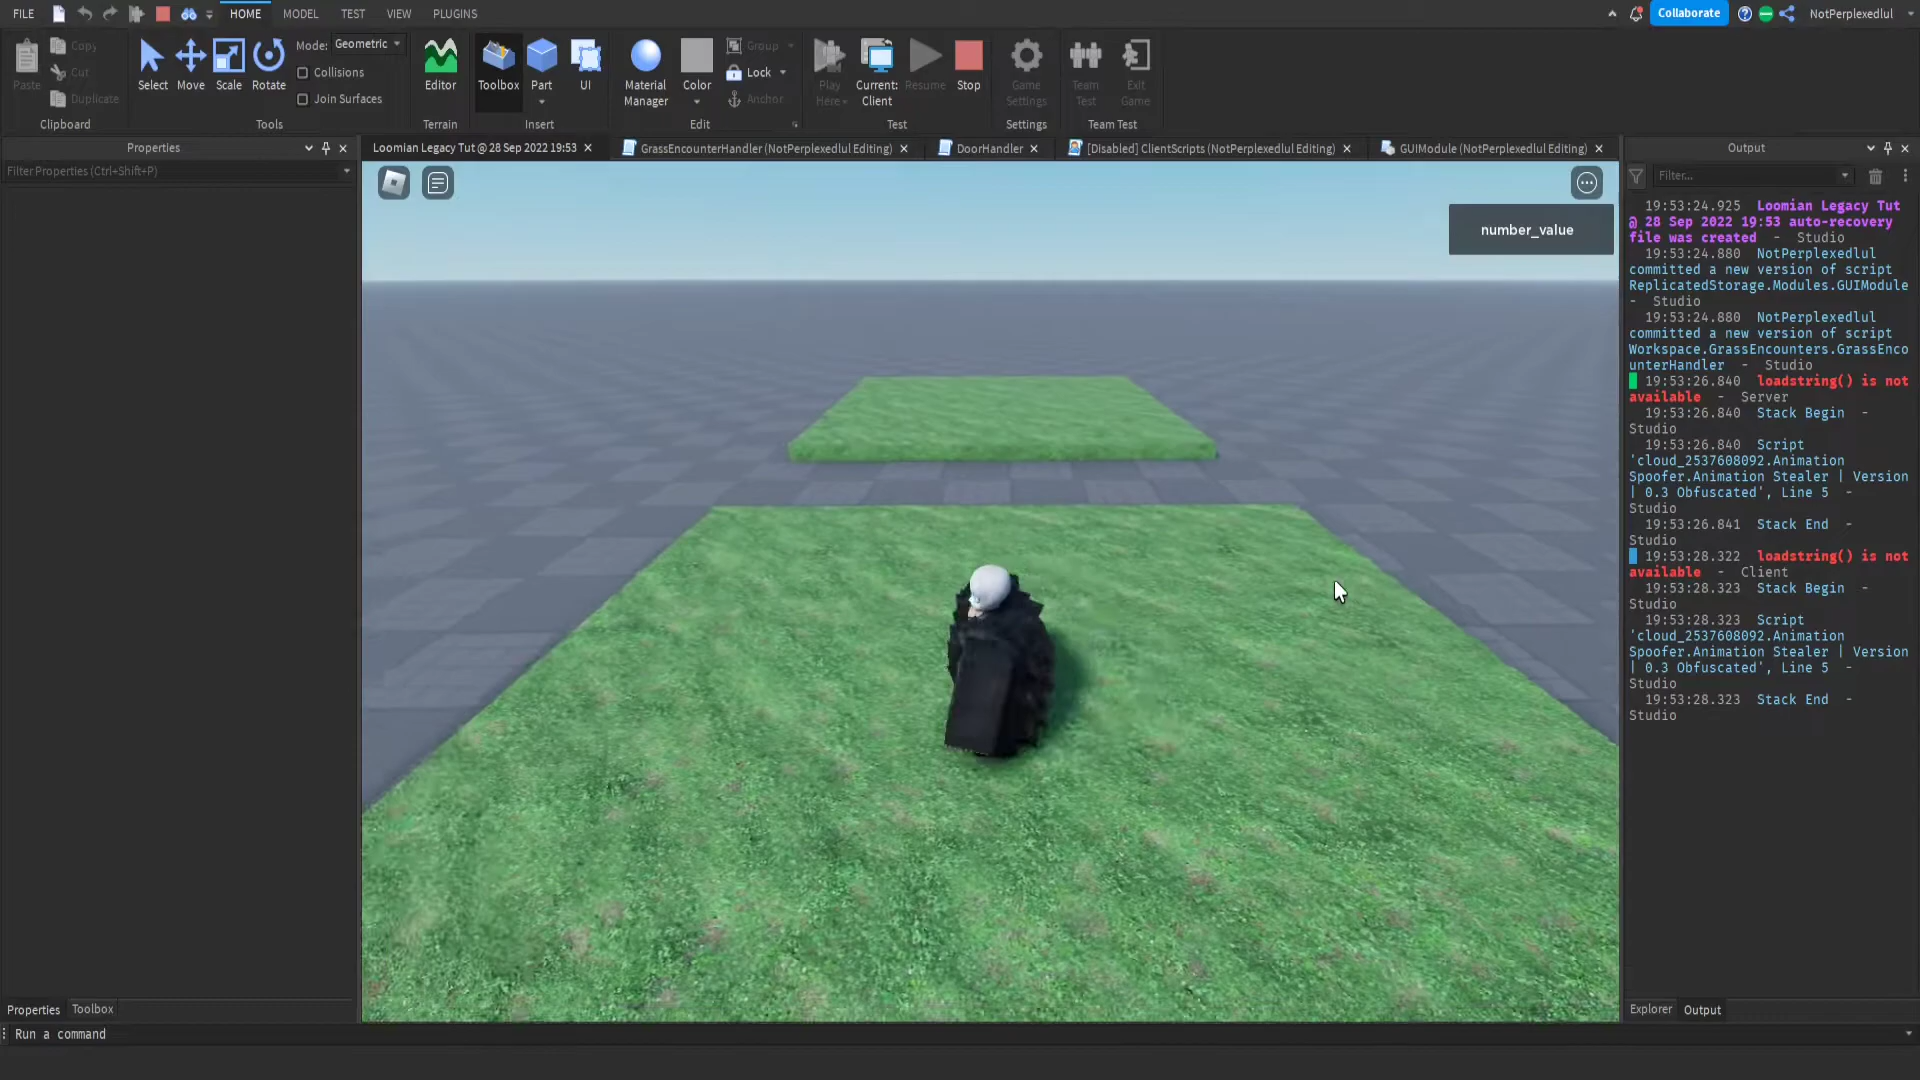 FILE
HOME
MODEL
TEST
VIEW
PLUGINS
Collaborate
NotPerplexedlul
Paste
Copy
Cut
Duplicate
Clipboard
Select
Move
Scale
Rotate
Mode: Geometric
Collisions
Join Surfaces
Tools
Editor
Terrain
Toolbox
Part
UI
Insert
Material
Manager
Color
Group
Lock
Anchor
Edit
Play
Here
Current:
Client
Resume
Stop
Test
Game
Settings
Settings
Team
Test
Exit
Game
Team Test
Properties
Loomian Legacy Tut @ 28 Sep 2022 19:53
GrassEncounterHandler (NotPerplexedlul Editing)
DoorHandler
[Disabled] ClientScripts (NotPerplexedlul Editing)
GUIModule (NotPerplexedlul Editing)
Output
Filter Properties (Ctrl+Shift+P)
Filter...
number_value
19:53:24.925 Loomian Legacy Tut
@ 28 Sep 2022 19:53 auto-recovery
file was created - Studio
19:53:24.880 NotPerplexedlul
committed a new version of script
ReplicatedStorage.Modules.GUIModule
- Studio
19:53:24.880 NotPerplexedlul
committed a new version of script
Workspace.GrassEncounters.GrassEnco
unterHandler - Studio
19:53:26.840 loadstring() is not
available - Server
19:53:26.840 Stack Begin -
Studio
19:53:26.840 Script
'cloud_2537608092.Animation
Spoofer.Animation Stealer | Version
| 0.3 Obfuscated', Line 5 -
Studio
19:53:26.841 Stack End -
Studio
19:53:28.322 loadstring() is not
available - Client
19:53:28.323 Stack Begin -
Studio
19:53:28.323 Script
'cloud_2537608092.Animation
Spoofer.Animation Stealer | Version
| 0.3 Obfuscated', Line 5 -
Studio
19:53:28.323 Stack End -
Studio
Properties
Toolbox
Explorer
Output
Run a command